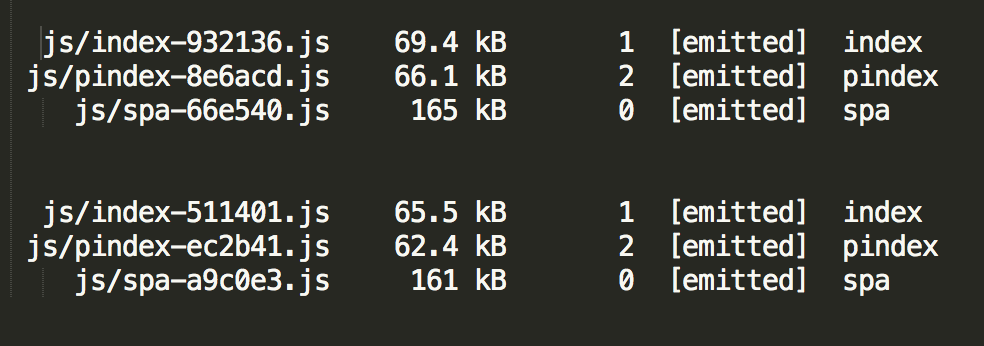 js/index-932136.js 69.4 kB 1 [emitted] index
js/pindex-8e6acd.js 66.1 kB 2 [emitted] pindex
js/spa-66e540.js 165 kB 0 [emitted] spa
js/index-511401.js 65.5 kB 1 [emitted] index
js/pindex-ec2b41.js 62.4 kB 2 [emitted] pindex
js/spa-a9c0e3.js 161 kB 0 [emitted] spa